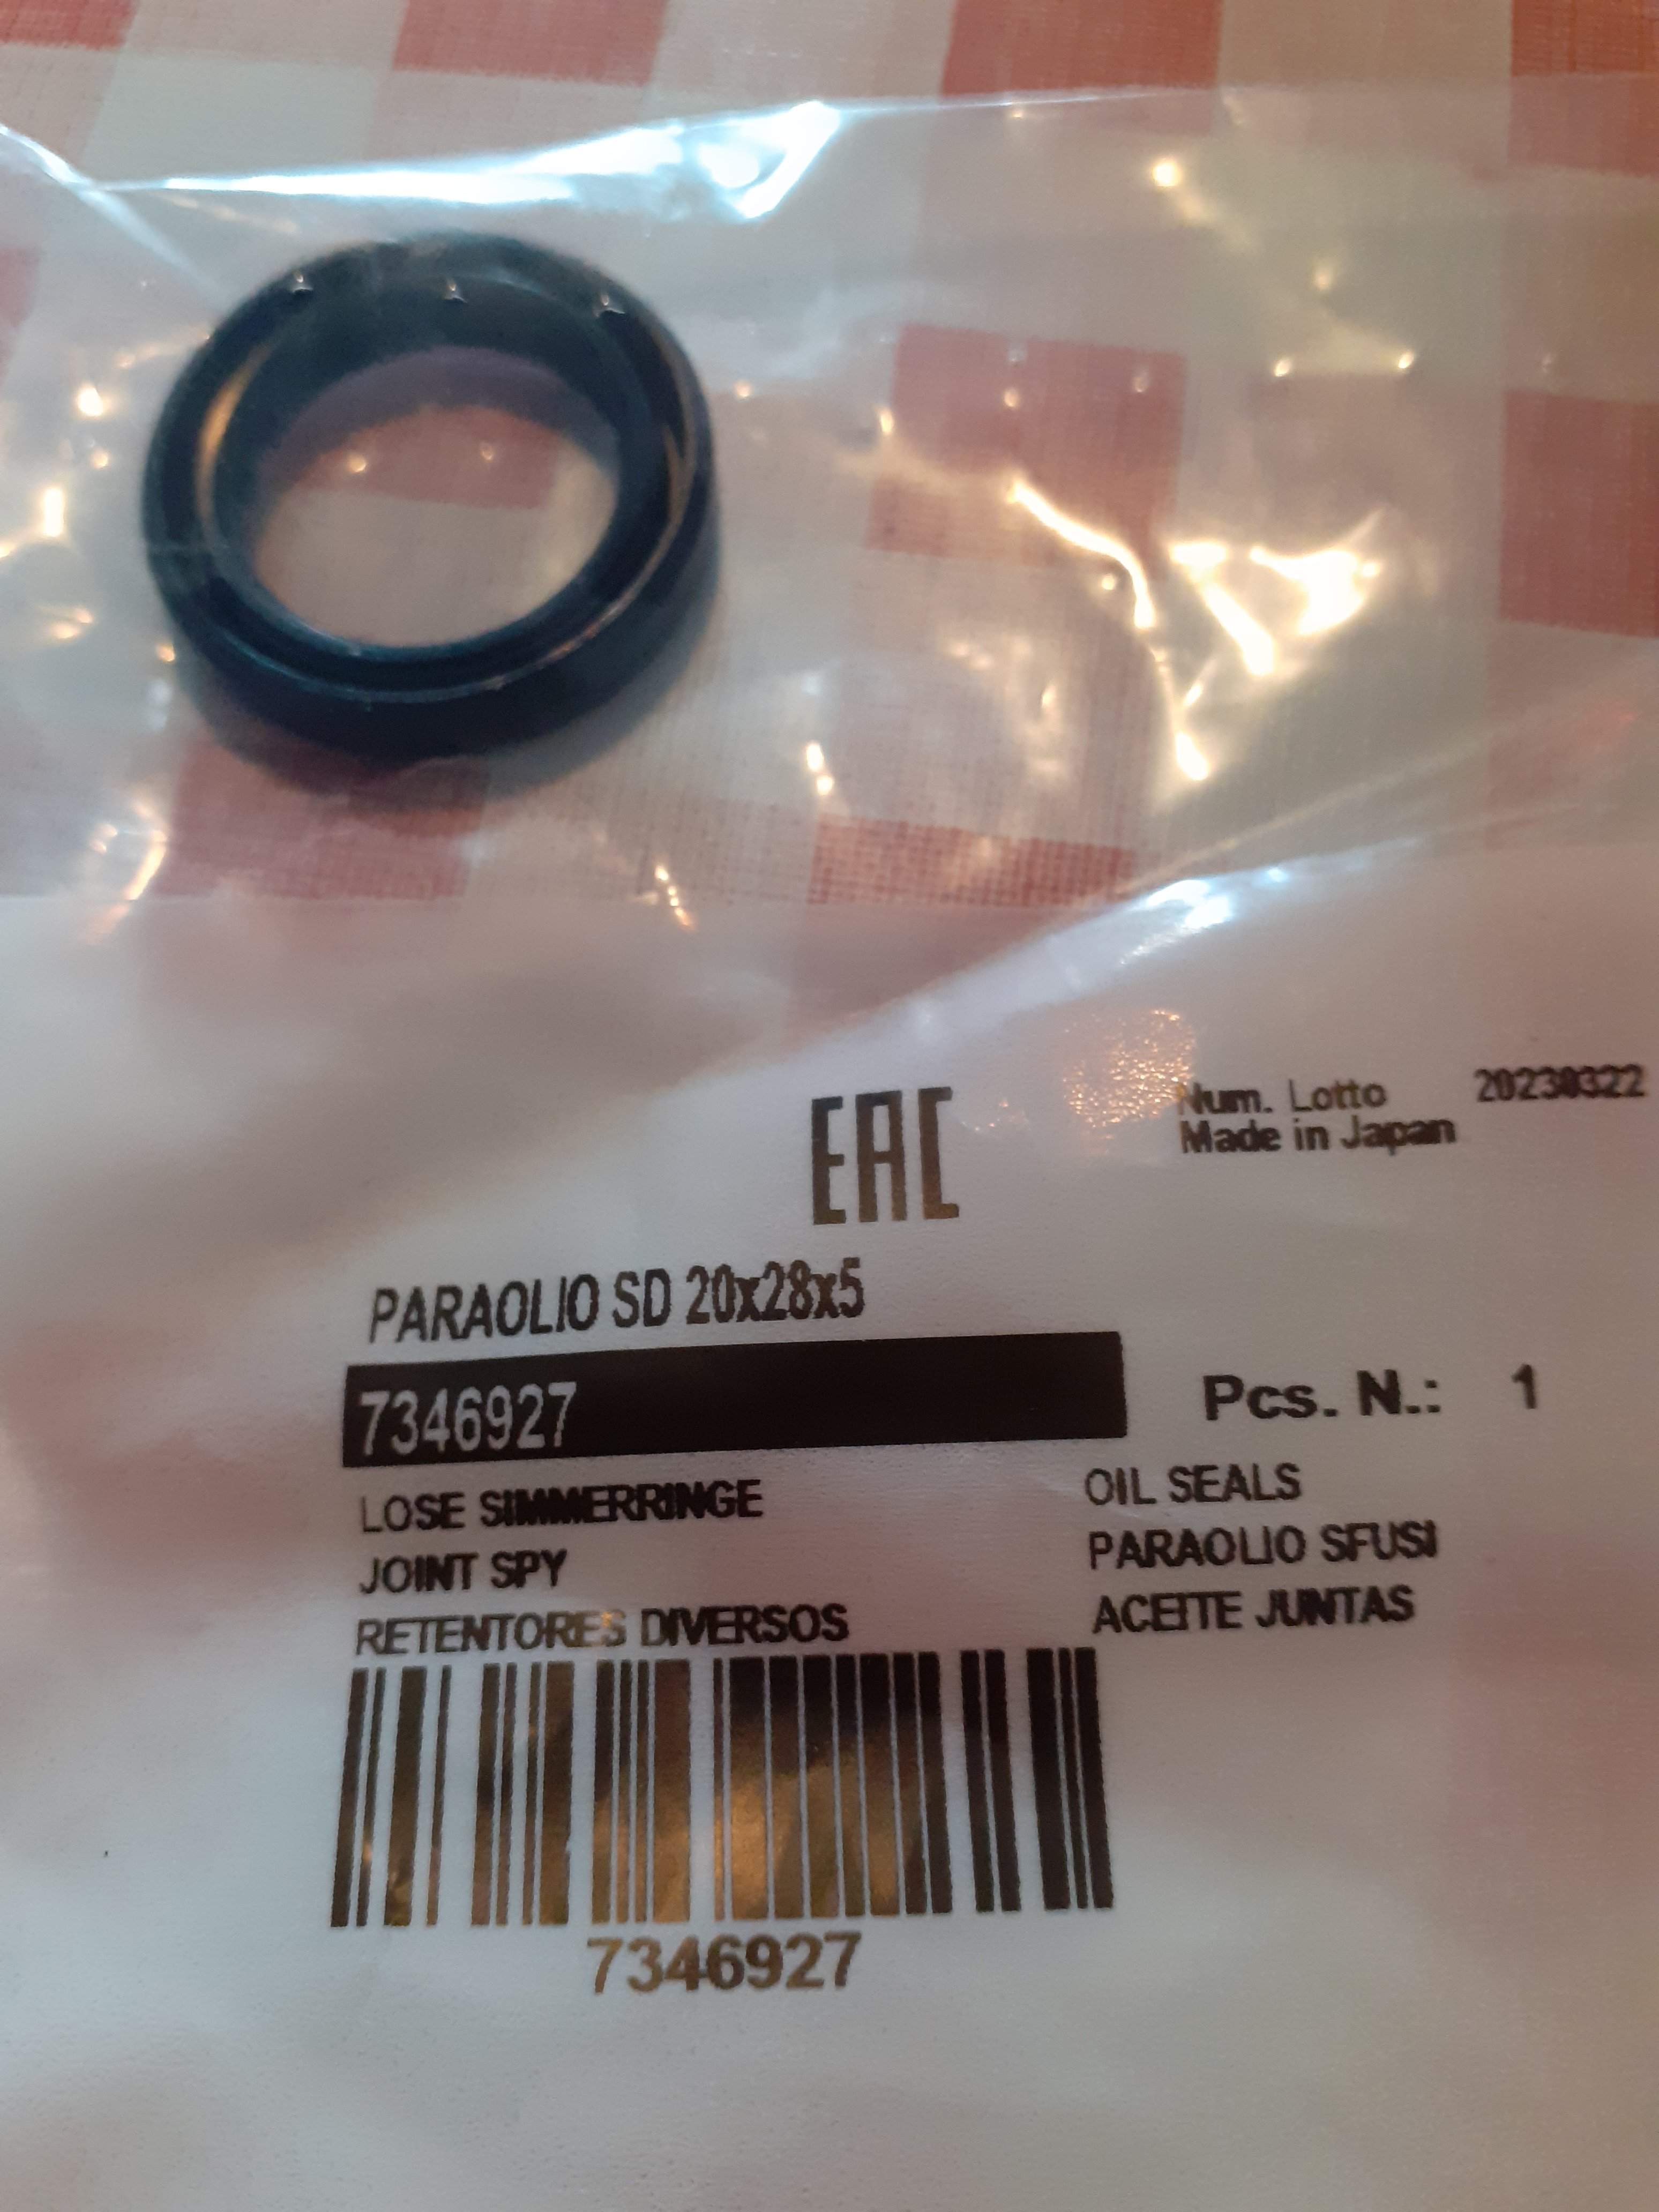 EAC
Num. Lotto 20230322
Made in Japan
PARAOLIO SD 20x28x5
7346927
Pcs. N.: 1
LOSE SIMMERRINGE
OIL SEALS
JOINT SPY
PARAOLIO SFUSI
RETENTORES DIVERSOS
ACEITE JUNTAS
7346927